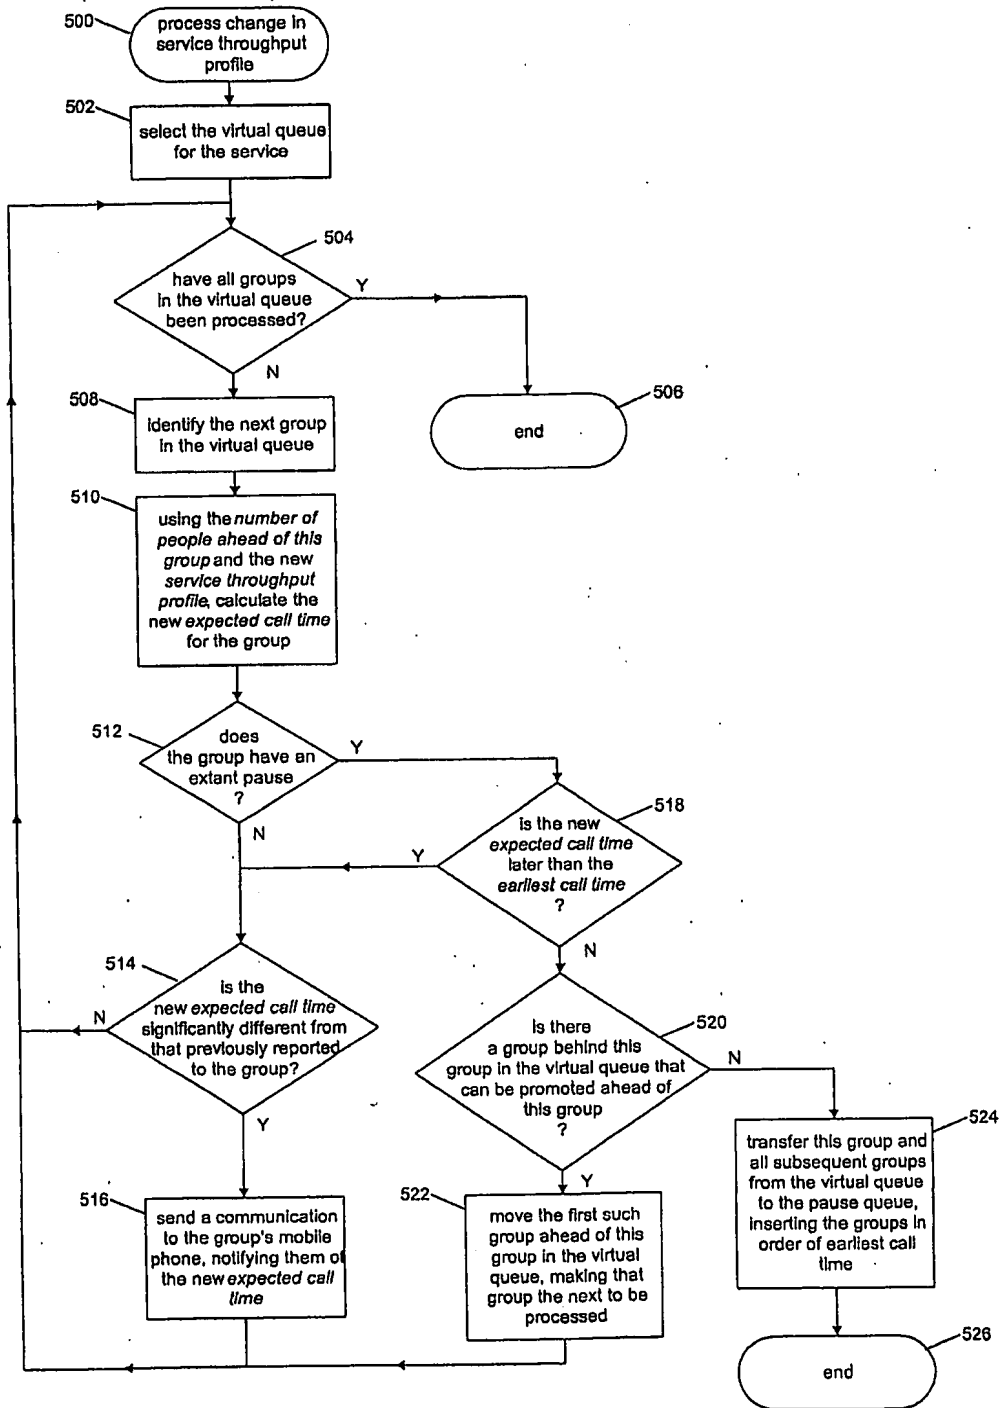 500
process change in
service throughput
profile
502
select the virtual queue
for the service
504
have all groups
in the virtual queue
been processed?
Y
N
506
end
508
identify the next group
in the virtual queue
510
using the number of
people ahead of this
group and the new
service throughput
profile, calculate the
new expected call time
for the group
512
does
the group have an
extant pause
?
Y
N
518
is the new
expected call time
later than the
earliest call time
?
Y
N
514
is the
new expected call time
significantly different from
that previously reported
to the group?
N
Y
520
is there
a group behind this
group in the virtual queue that
can be promoted ahead of
this group
?
N
Y
516
send a communication
to the group's mobile
phone, notifying them of
the new expected call
time
522
move the first such
group ahead of this
group in the virtual
queue, making that
group the next to be
processed
524
transfer this group and
all subsequent groups
from the virtual queue
to the pause queue,
inserting the groups in
order of earliest call
time
526
end